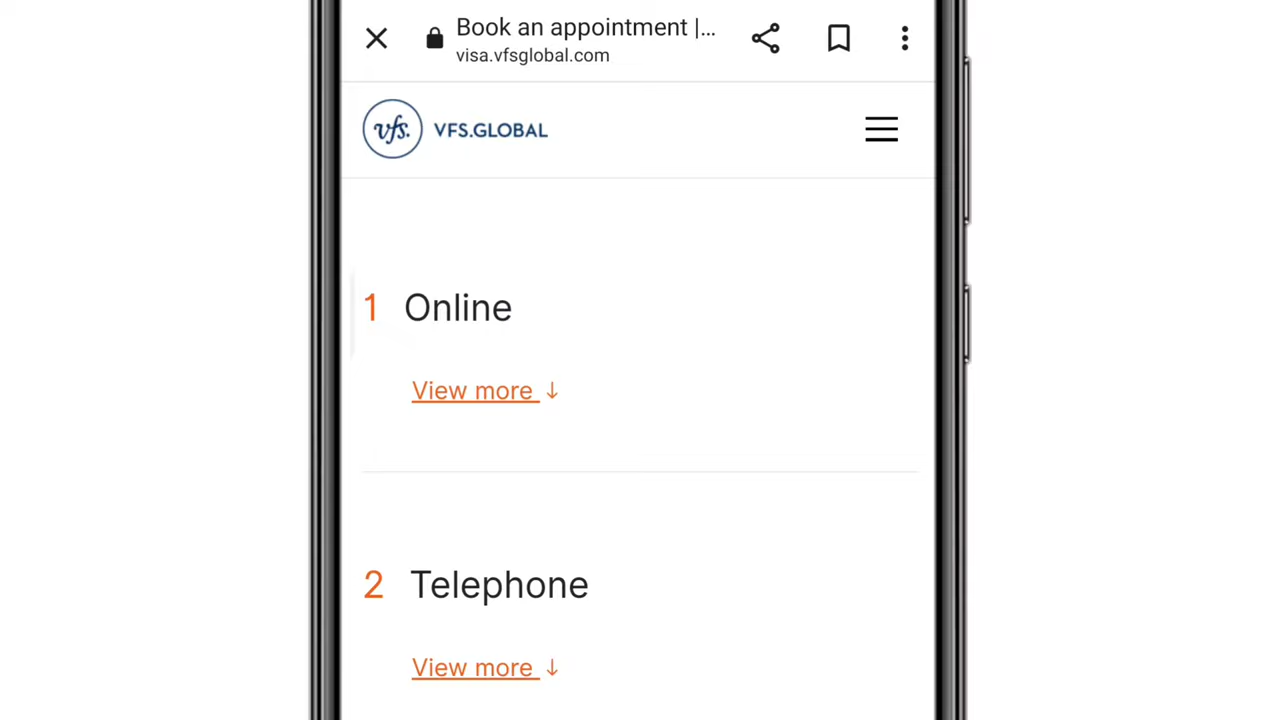 Book an appointment |...
visa.vfsglobal.com
vfs. VFS.GLOBAL
1 Online
View more ↓
2 Telephone
View more ↓